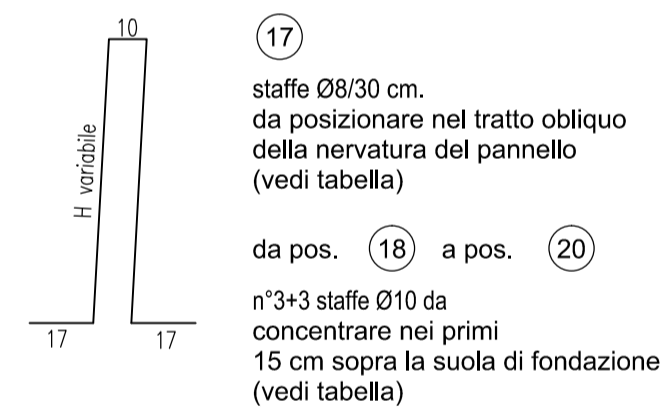 10
H variabile
17
17
17
staffe Ø8/30 cm.
da posizionare nel tratto obliquo
della nervatura del pannello
(vedi tabella)
da pos. 18 a pos. 20
n°3+3 staffe Ø10 da
concentrare nei primi
15 cm sopra la suola di fondazione
(vedi tabella)